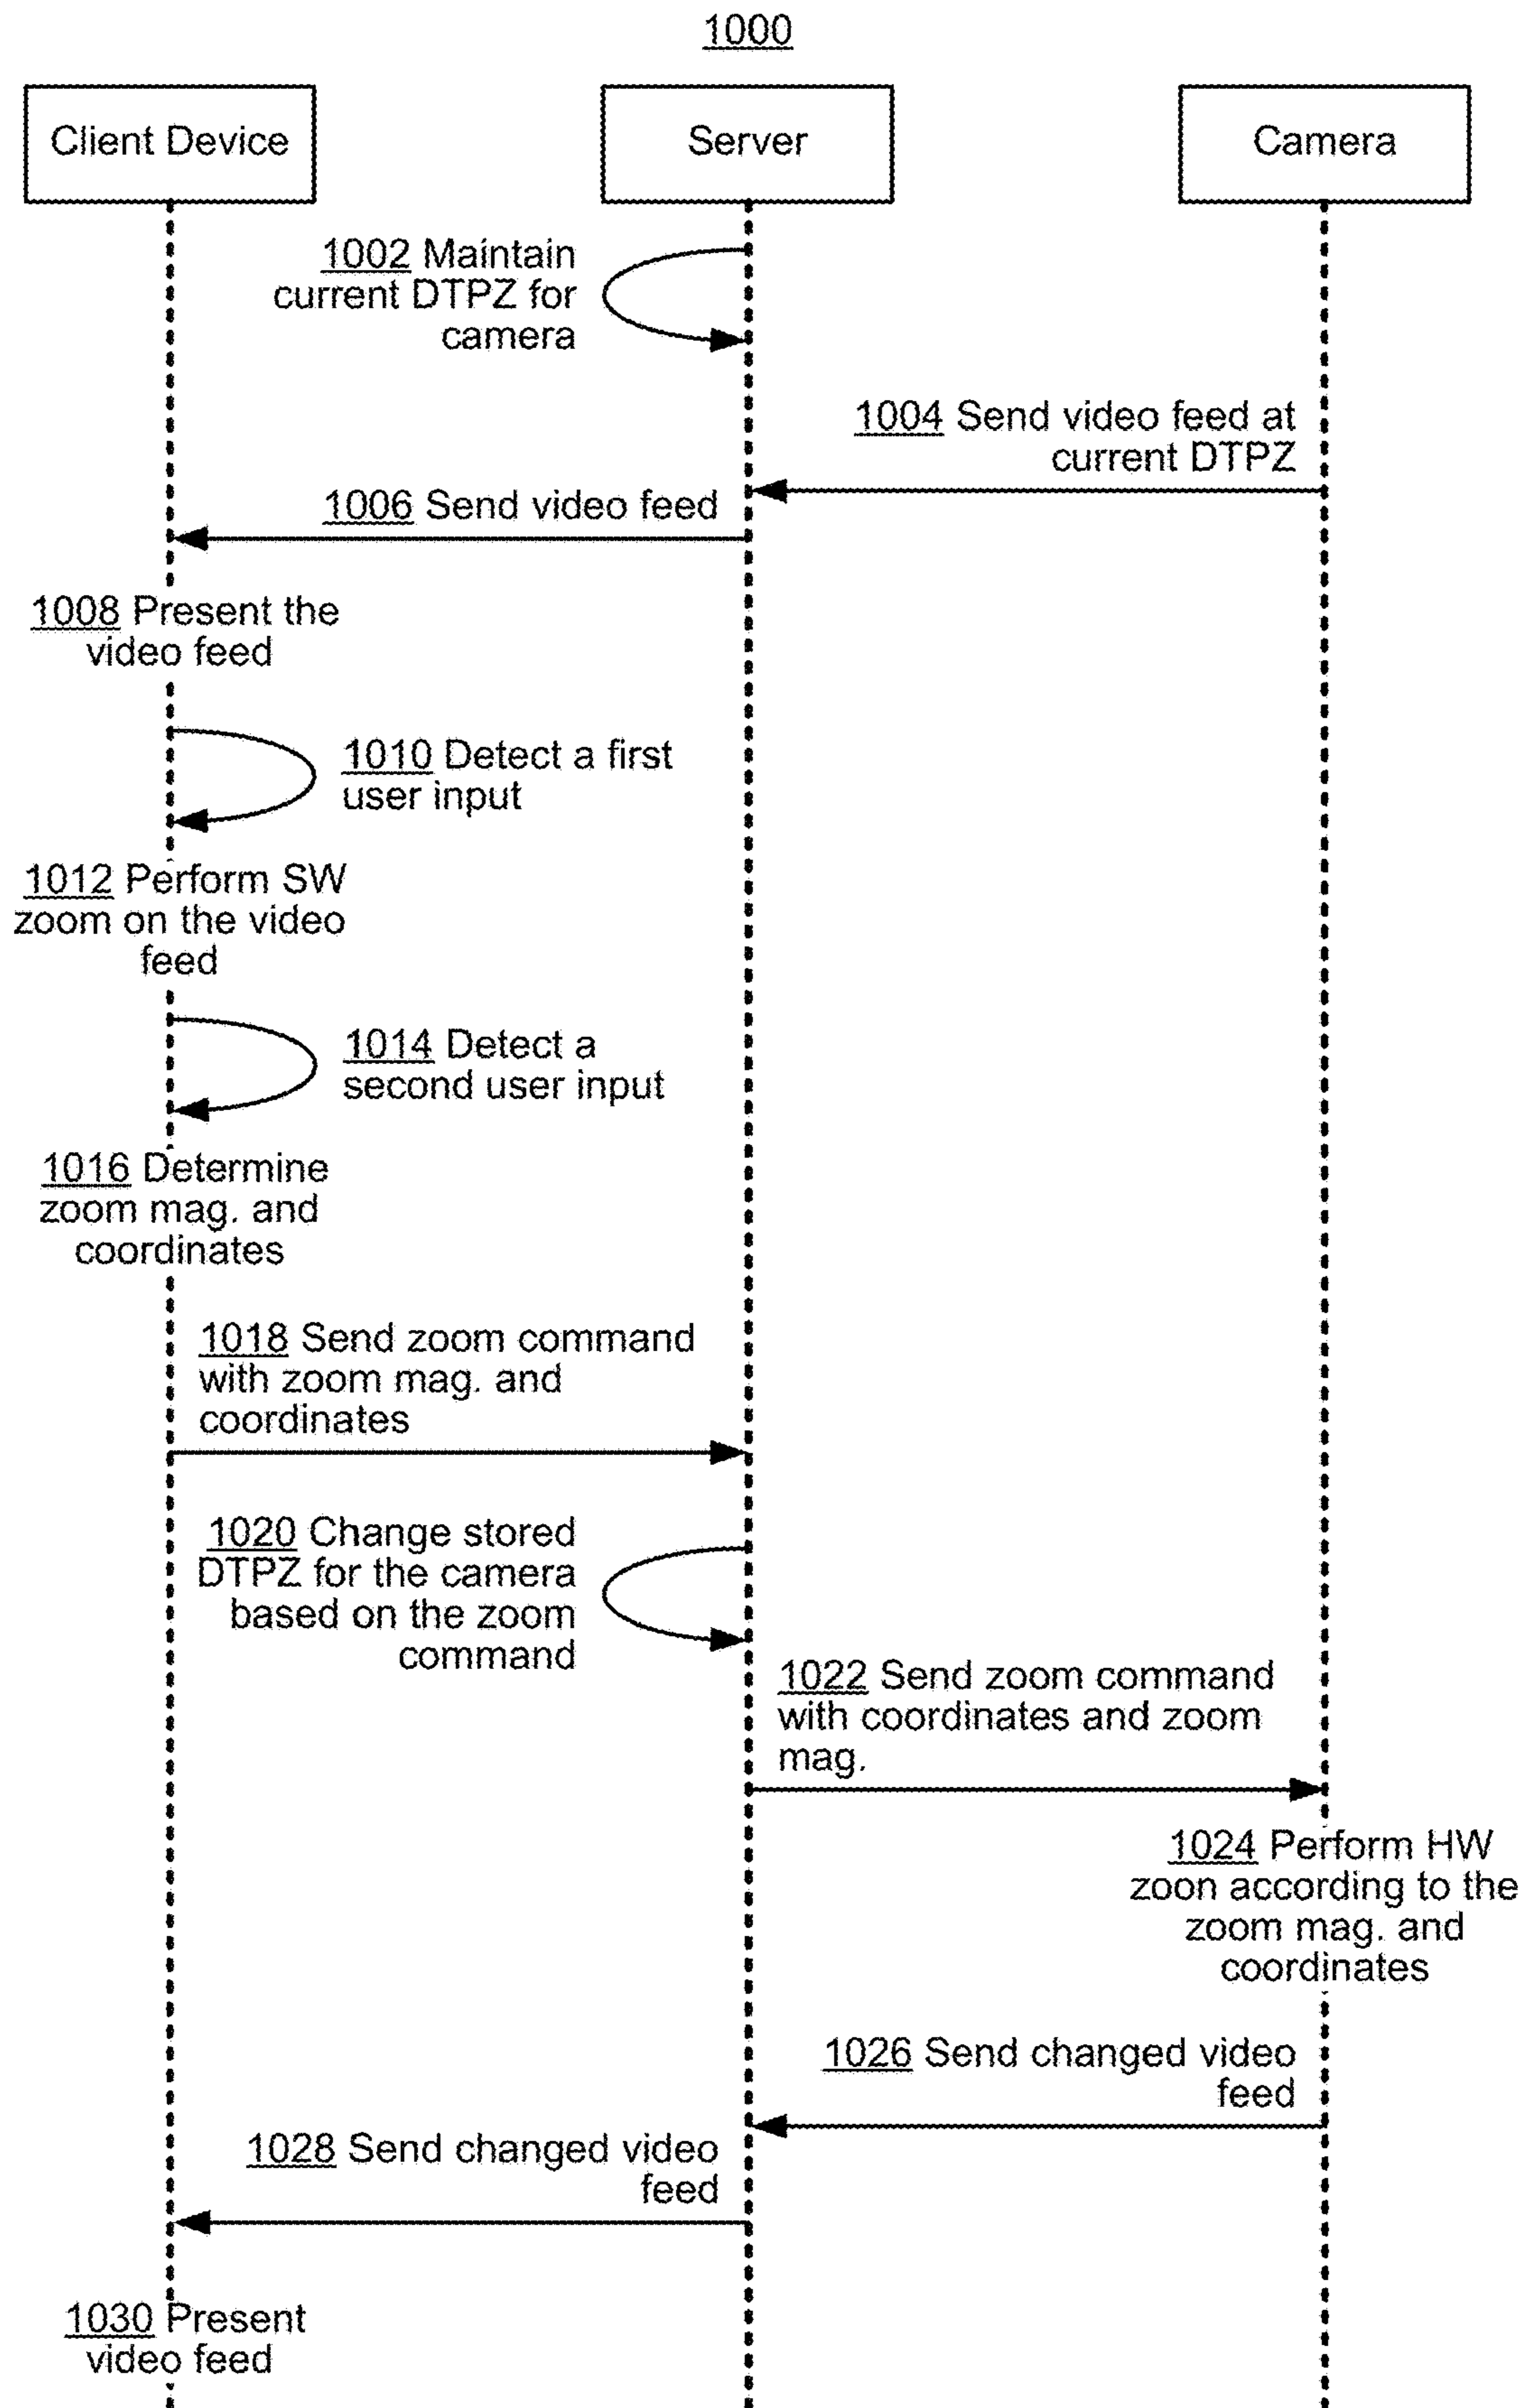 1000
Client Device
Server
Camera
1002 Maintain
current DTPZ for
camera
1004 Send video feed at
current DTPZ
1006 Send video feed
1008 Present the
video feed
1010 Detect a first
user input
1012 Perform SW
zoom on the video
feed
1014 Detect a
second user input
1016 Determine
zoom mag. and
coordinates
1018 Send zoom command
with zoom mag. and
coordinates
1020 Change stored
DTPZ for the camera
based on the zoom
command
1022 Send zoom command
with coordinates and zoom
mag.
1024 Perform HW
zoon according to the
zoom mag. and
coordinates
1026 Send changed video
feed
1028 Send changed video
feed
1030 Present
video feed